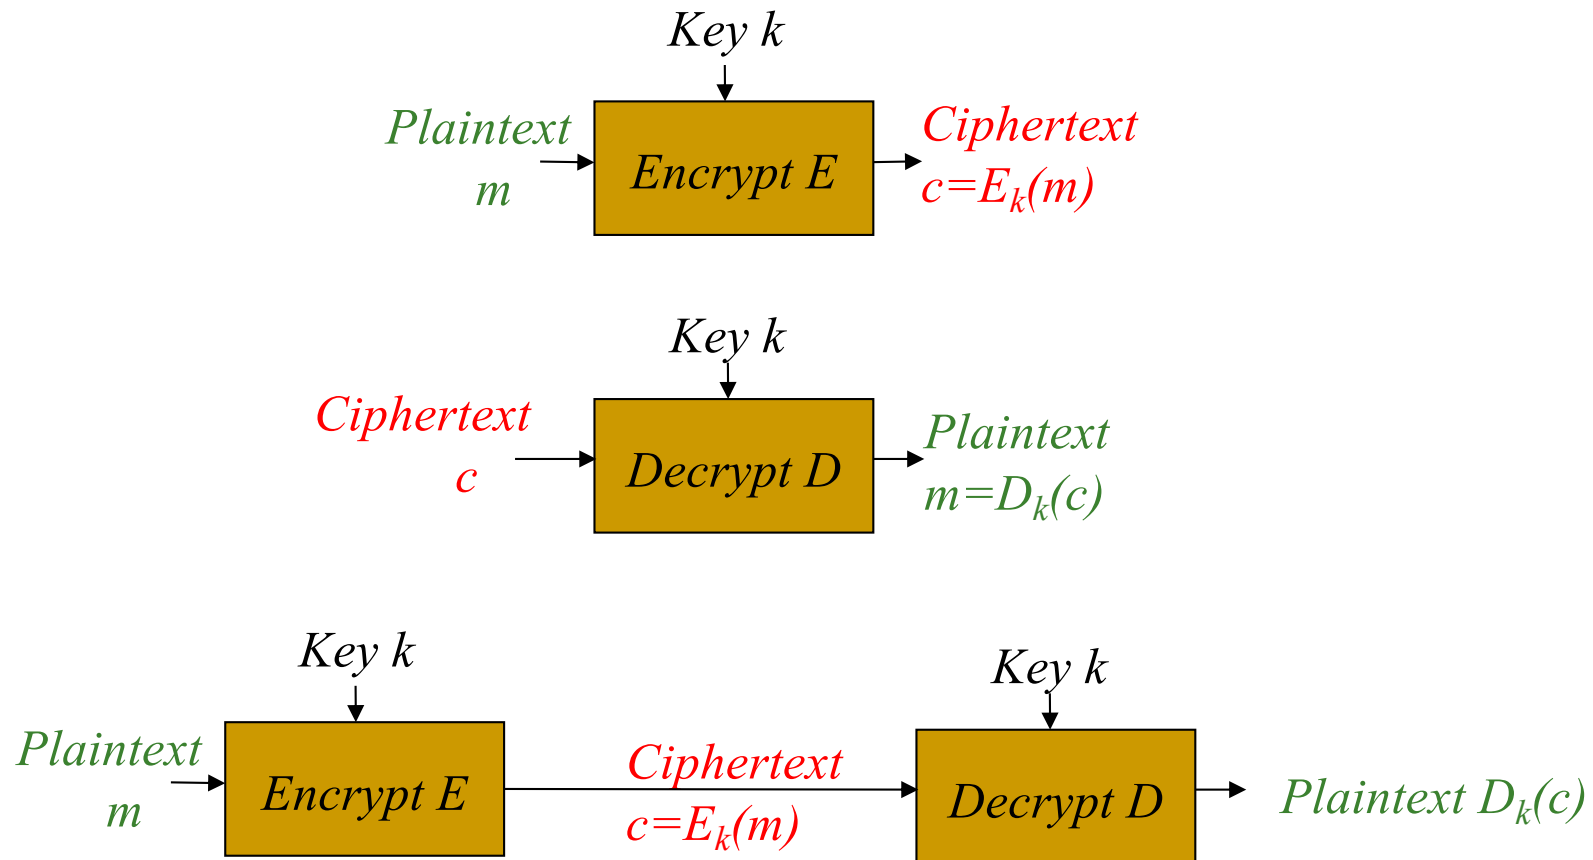 Key k
Plaintext
m
Encrypt E
Ciphertext
c=Eₖ(m)
Key k
Ciphertext
c
Decrypt D
Plaintext
m=Dₖ(c)
Key k
Plaintext
m
Encrypt E
Ciphertext
c=Eₖ(m)
Key k
Decrypt D
Plaintext Dₖ(c)